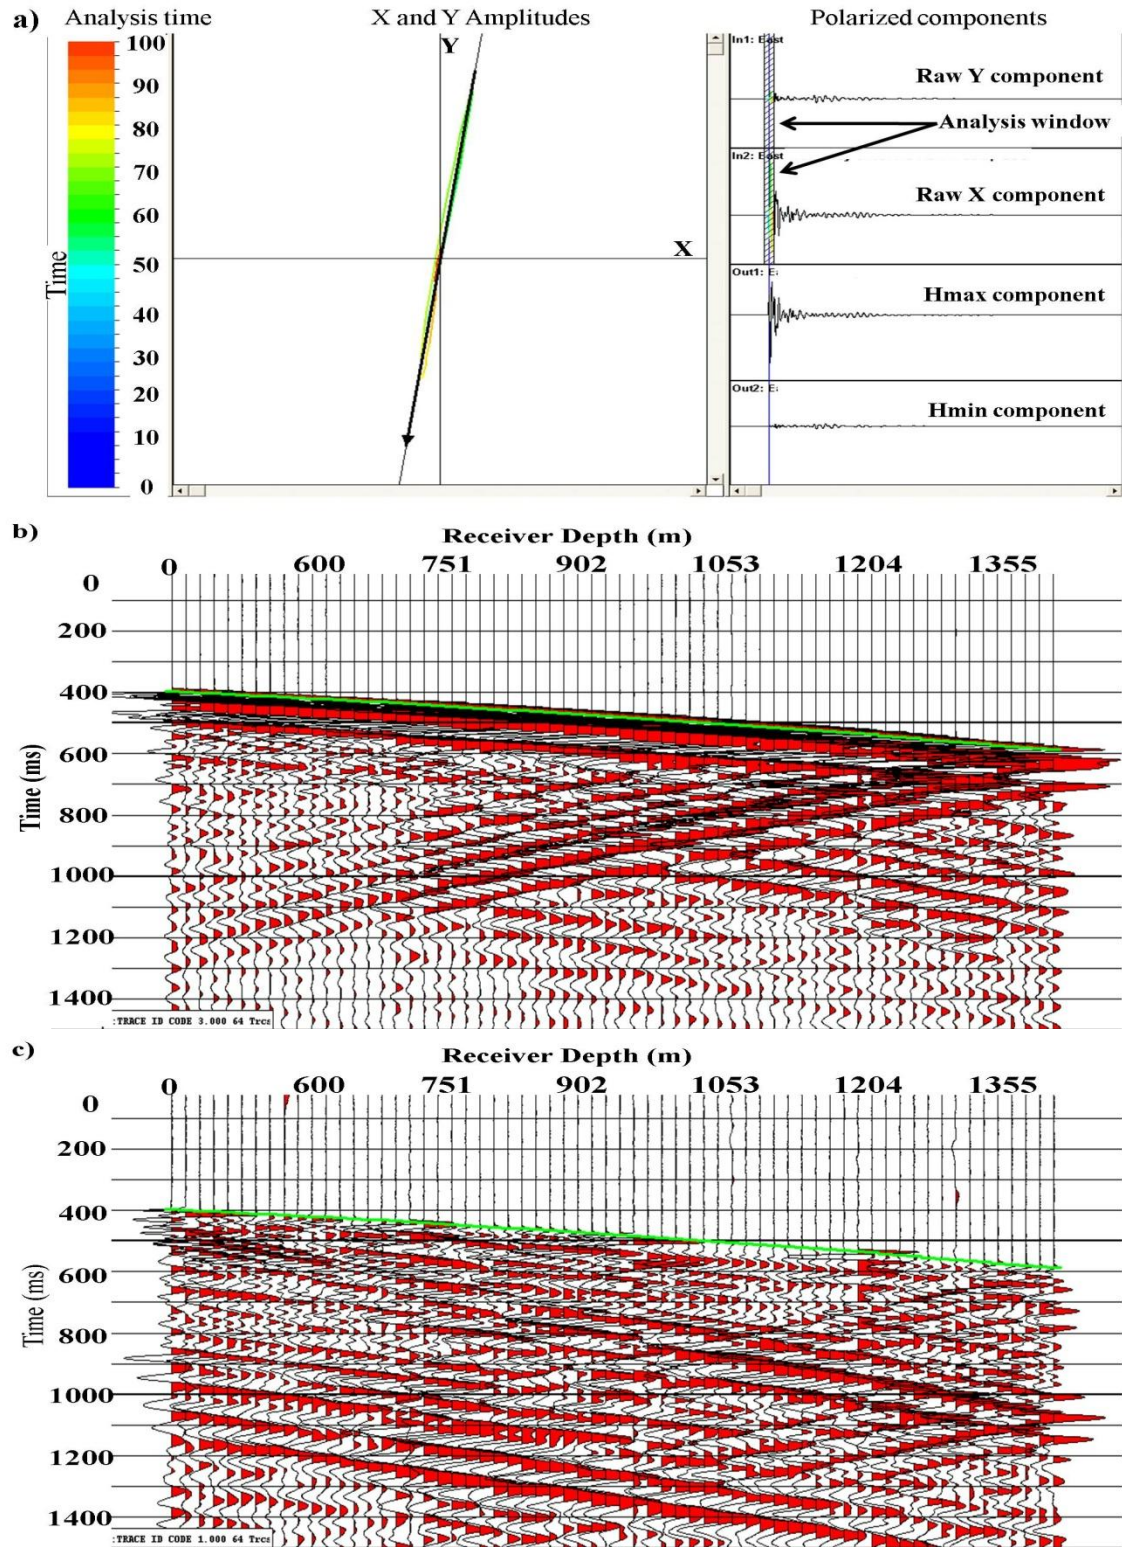 a) Analysis time X and Y Amplitudes Polarized components
100
90
80
70
60
50
40
30
20
10
0
Time
Y
X
In1: East
Raw Y component
Analysis window
In2: East
Raw X component
Out1: E
Hmax component
Out2: E
Hmin component
b)
Receiver Depth (m)
0 600 751 902 1053 1204 1355
0
200
400
600
800
1000
1200
1400
Time (ms)
:TRACE ID CODE 3.000 64 Trcs
c)
Receiver Depth (m)
0 600 751 902 1053 1204 1355
0
200
400
600
800
1000
1200
1400
Time (ms)
:TRACE ID CODE 1.000 64 Trcs